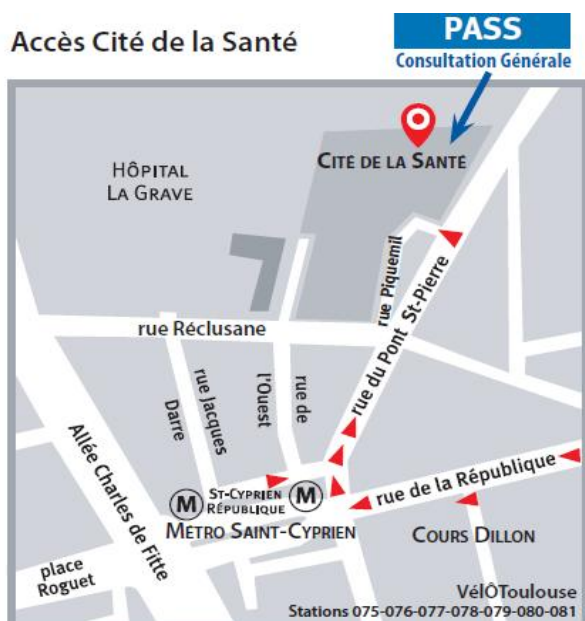 Accès Cité de la Santé
PASS
Consultation Générale
HÔPITAL
LA GRAVE
CITÉ DE LA SANTÉ
rue Piquemil
rue du Pont St-Pierre
rue Réclusane
rue Jacques
Darre
rue de
l'Ouest
Allée Charles de Fitte
M
ST-CYPRIEN
RÉPUBLIQUE
M
MÉTRO SAINT-CYPRIEN
rue de la République
COURS DILLON
place
Roguet
VélÔToulouse
Stations 075-076-077-078-079-080-081